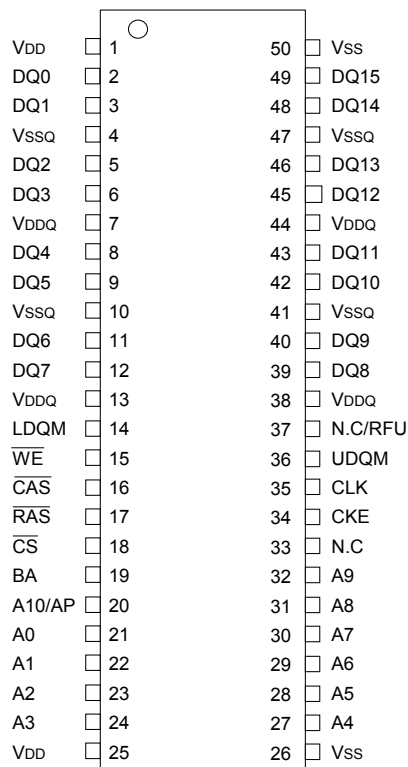 VDD 1 50 VSS
DQ0 2 49 DQ15
DQ1 3 48 DQ14
VSSQ 4 47 VSSQ
DQ2 5 46 DQ13
DQ3 6 45 DQ12
VDDQ 7 44 VDDQ
DQ4 8 43 DQ11
DQ5 9 42 DQ10
VSSQ 10 41 VSSQ
DQ6 11 40 DQ9
DQ7 12 39 DQ8
VDDQ 13 38 VDDQ
LDQM 14 37 N.C/RFU
W̅E̅ 15 36 UDQM
C̅A̅S̅ 16 35 CLK
R̅A̅S̅ 17 34 CKE
C̅S̅ 18 33 N.C
BA 19 32 A9
A10/AP 20 31 A8
A0 21 30 A7
A1 22 29 A6
A2 23 28 A5
A3 24 27 A4
VDD 25 26 VSS